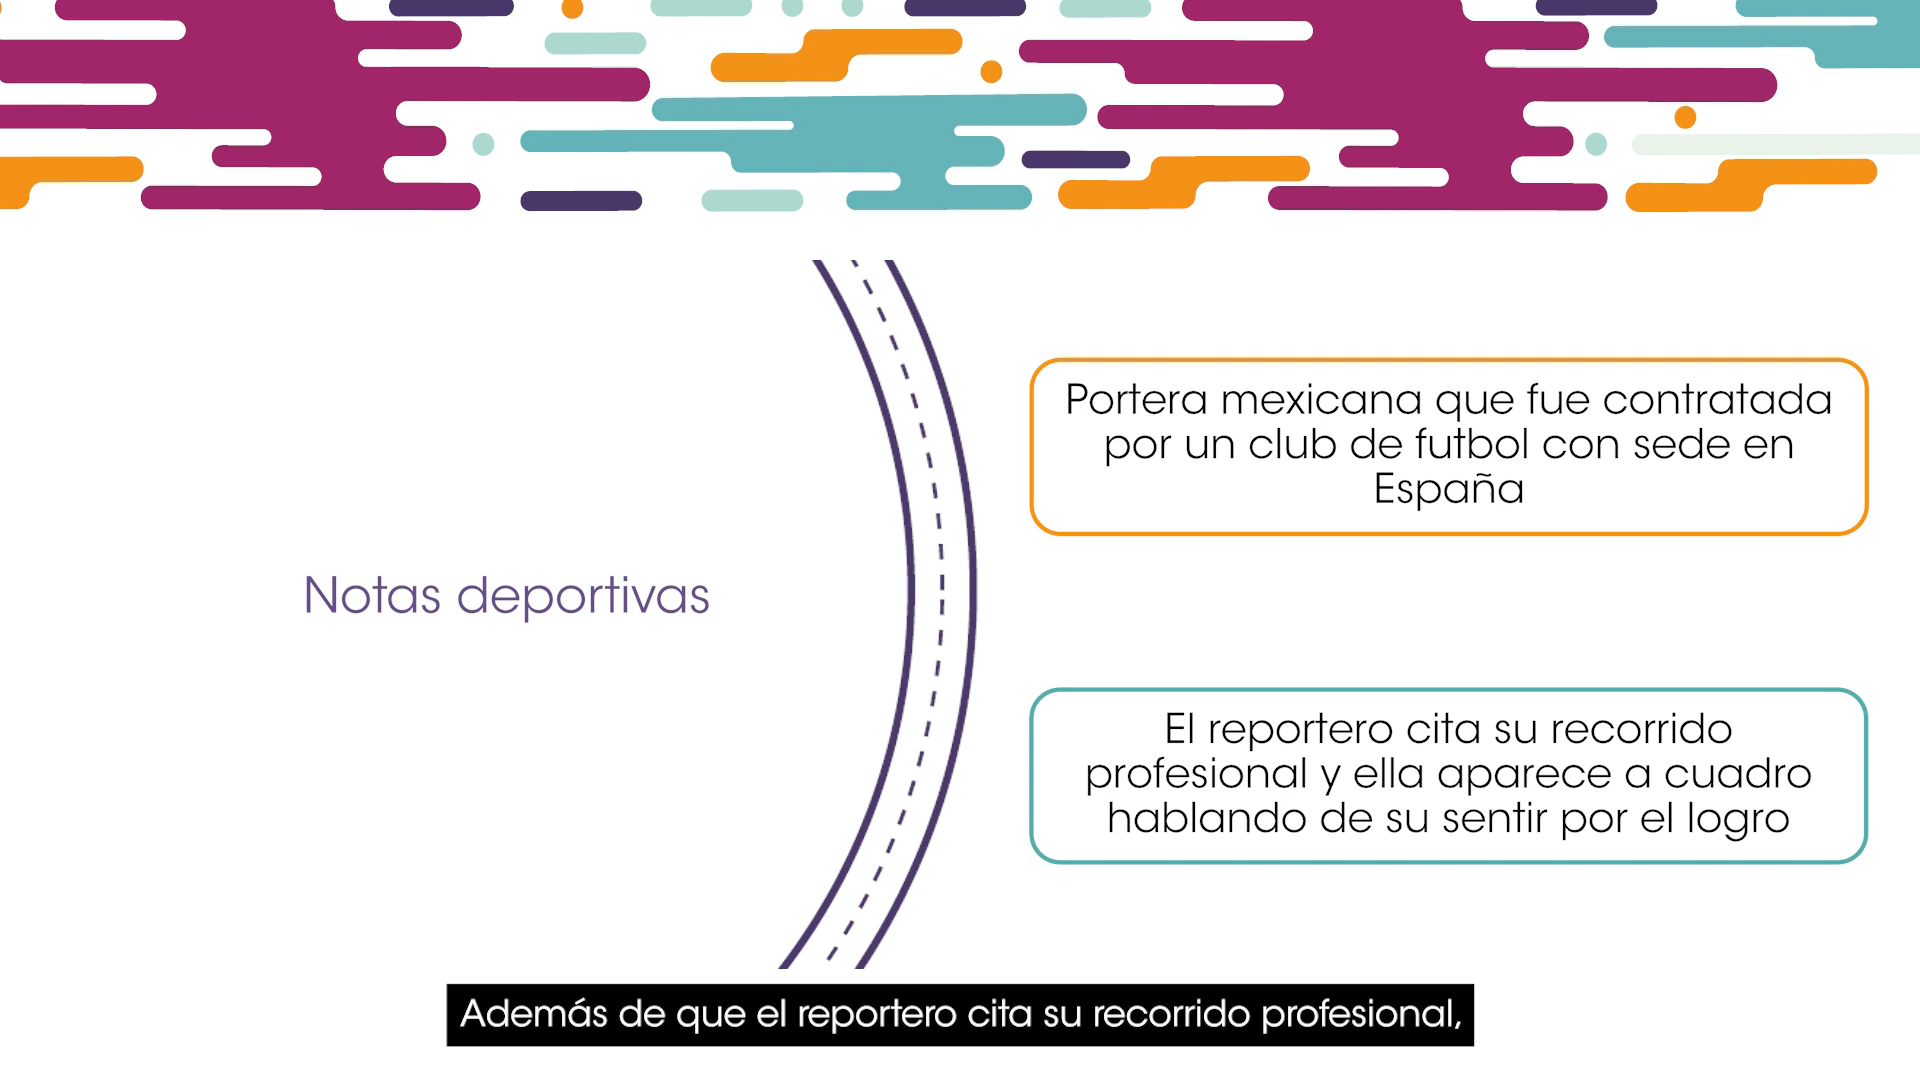 Notas deportivas
Portera mexicana que fue contratada
por un club de futbol con sede en
España
El reportero cita su recorrido
profesional y ella aparece a cuadro
hablando de su sentir por el logro
Además de que el reportero cita su recorrido profesional,